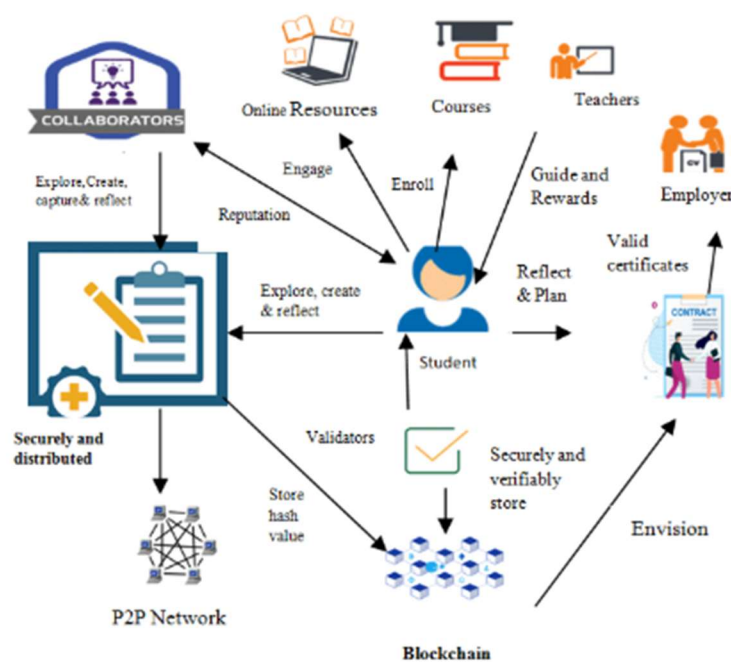 COLLABORATORS
Online Resources
Courses
Teachers
Employer
Explore,Create,
capture& reflect
Engage
Enroll
Reputation
Guide and
Rewards
Valid
certificates
CV
Explore, create
& reflect
Reflect
& Plan
CONTRACT
Student
Securely and
distributed
Validators
Securely and
verifiably
store
Store
hash
value
Envision
P2P Network
Blockchain